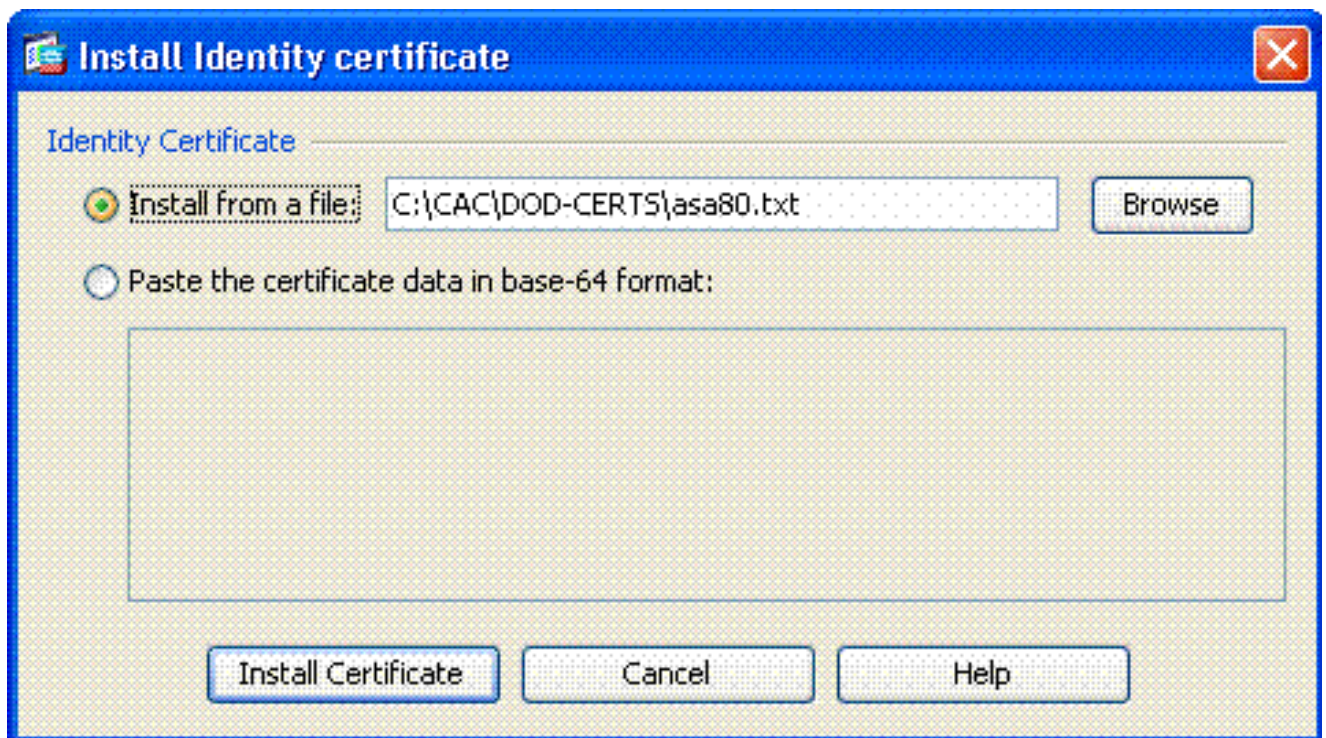 Install Identity certificate
Identity Certificate
Install from a file: C:\CAC\DOD-CERTS\asa80.txt Browse
Paste the certificate data in base-64 format:
Install Certificate Cancel Help